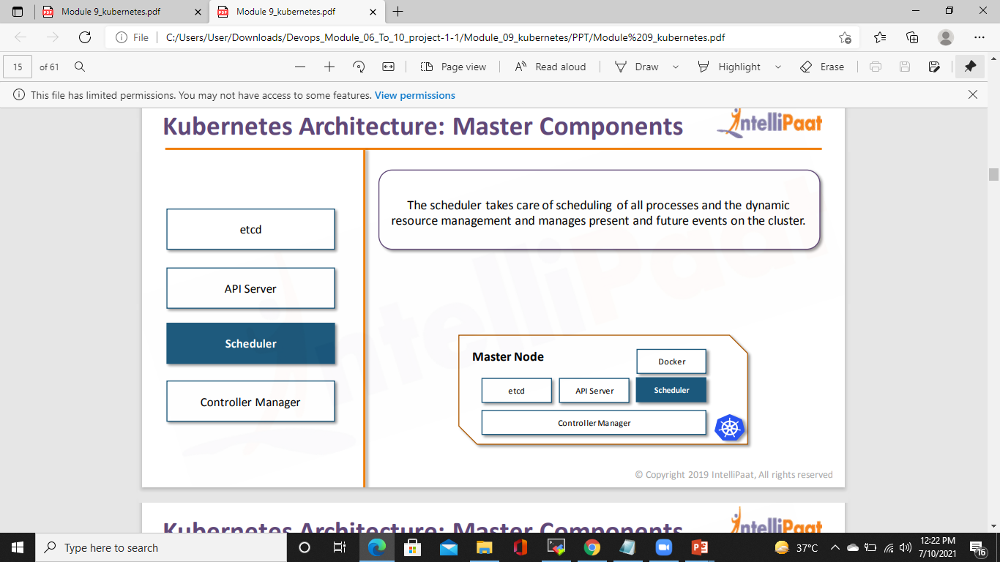 Module 9_kubernetes.pdf
Module 9_kubernetes.pdf
File
C:/Users/User/Downloads/Devops_Module_06_To_10_project-1-1/Module_09_kubernetes/PPT/Module%209_kubernetes.pdf
15 of 61
Page view
Read aloud
Draw
Highlight
Erase
This file has limited permissions. You may not have access to some features. View permissions
Kubernetes Architecture: Master Components
IntelliPaat
The scheduler takes care of scheduling of all processes and the dynamic
resource management and manages present and future events on the cluster.
etcd
API Server
Scheduler
Controller Manager
Master Node
Docker
etcd
API Server
Scheduler
Controller Manager
IntelliPaat
© Copyright 2019 IntelliPaat, All rights reserved
Kubernetes Architecture: Master Components
IntelliPaat
Type here to search
37°C
12:22 PM
7/10/2021
16